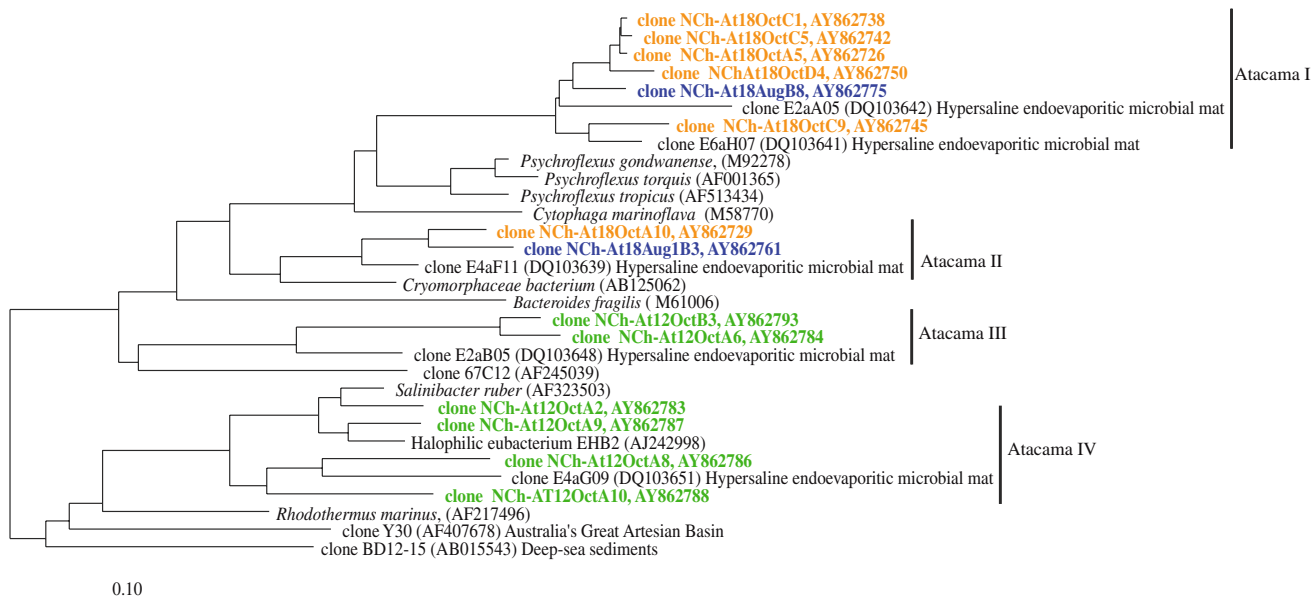 clone NCh-At18OctC1, AY862738
clone NCh-At18OctC5, AY862742
clone NCh-At18OctA5, AY862726
clone NChAt18OctD4, AY862750
Atacama I
clone NCh-At18AugB8, AY862775
clone E2aA05 (DQ103642) Hypersaline endoevaporitic microbial mat
clone NCh-At18OctC9, AY862745
clone E6aH07 (DQ103641) Hypersaline endoevaporitic microbial mat
Psychroflexus gondwanense, (M92278)
Psychroflexus torquis (AF001365)
Psychroflexus tropicus (AF513434)
Cytophaga marinoflava (M58770)
clone NCh-At18OctA10, AY862729
clone NCh-At18Aug1B3, AY862761
Atacama II
clone E4aF11 (DQ103639) Hypersaline endoevaporitic microbial mat
Cryomorphaceae bacterium (AB125062)
Bacteroides fragilis ( M61006)
clone NCh-At12OctB3, AY862793
clone NCh-At12OctA6, AY862784
Atacama III
clone E2aB05 (DQ103648) Hypersaline endoevaporitic microbial mat
clone 67C12 (AF245039)
Salinibacter ruber (AF323503)
clone NCh-At12OctA2, AY862783
clone NCh-At12OctA9, AY862787
Halophilic eubacterium EHB2 (AJ242998)
Atacama IV
clone NCh-At12OctA8, AY862786
clone E4aG09 (DQ103651) Hypersaline endoevaporitic microbial mat
clone NCh-AT12OctA10, AY862788
Rhodothermus marinus, (AF217496)
clone Y30 (AF407678) Australia's Great Artesian Basin
clone BD12-15 (AB015543) Deep-sea sediments
0.10